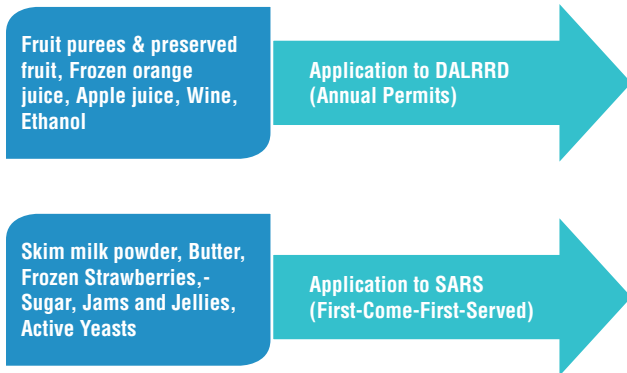 Fruit purees & preserved
fruit, Frozen orange
juice, Apple juice, Wine,
Ethanol
Application to DALRRD
(Annual Permits)
Skim milk powder, Butter,
Frozen Strawberries,-
Sugar, Jams and Jellies,
Active Yeasts
Application to SARS
(First-Come-First-Served)